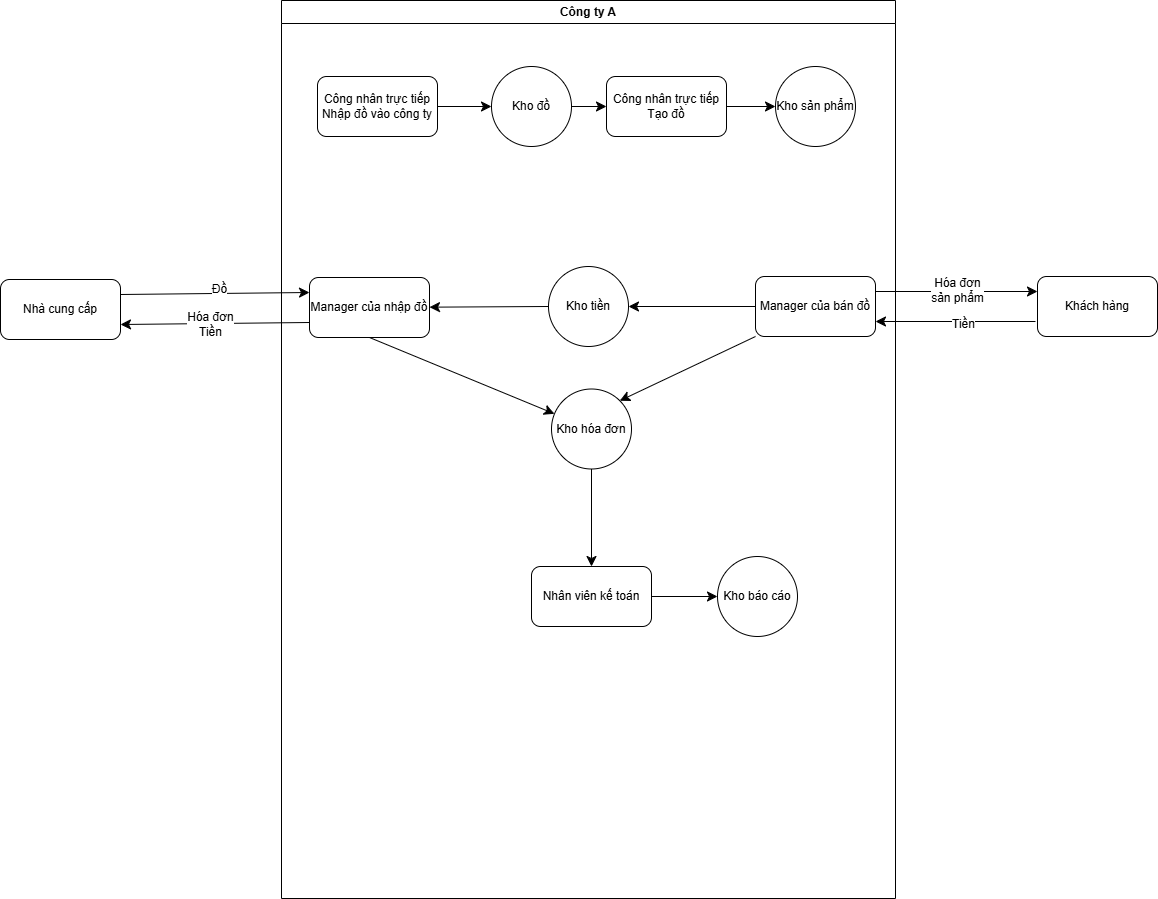 Công ty A
Công nhân trực tiếp
Nhập đồ vào công ty
Kho đồ
Công nhân trực tiếp
Tạo đồ
Kho sản phẩm
Nhà cung cấp
Đồ
Hóa đơn
Tiền
Manager của nhập đồ
Kho tiền
Manager của bán đồ
Hóa đơn
sản phẩm
Tiền
Khách hàng
Kho hóa đơn
Nhân viên kế toán
Kho báo cáo